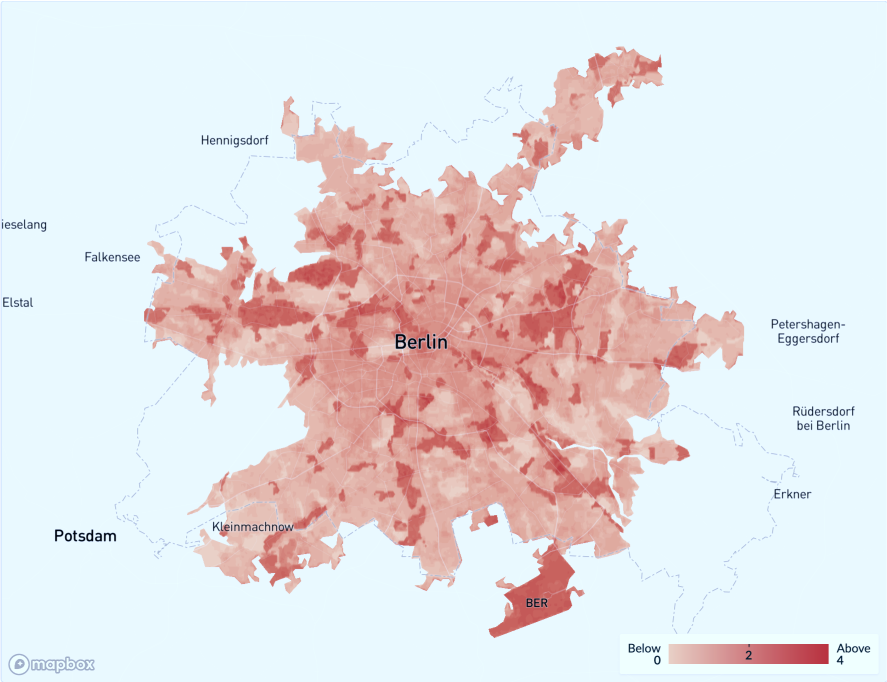 Hennigsdorf
ieselang
Falkensee
Elstal
Berlin
Petershagen-
Eggersdorf
Rüdersdorf
bei Berlin
Erkner
Kleinmachnow
Potsdam
BER
Below
0
2
Above
4
mapbox